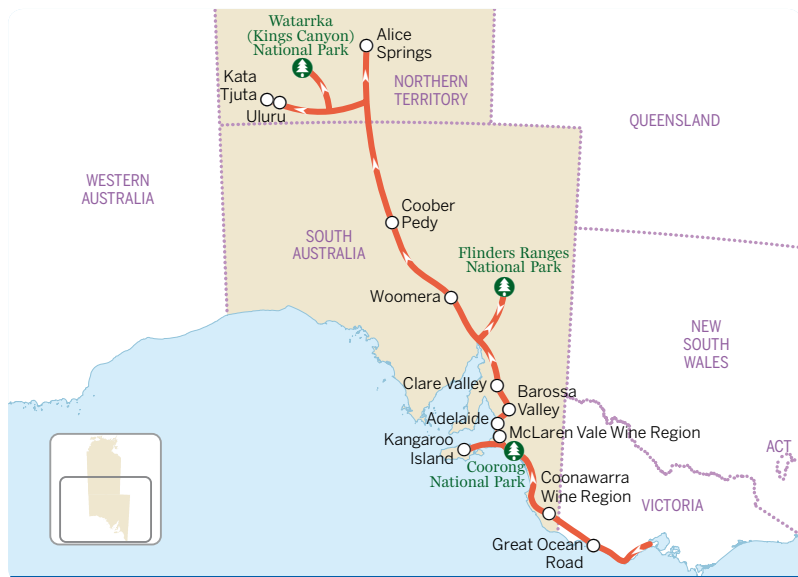 Watarrka
(Kings Canyon)
National Park
Alice
Springs
Kata
Tjuta
Uluru
NORTHERN
TERRITORY
QUEENSLAND
WESTERN
AUSTRALIA
Coober
Pedy
SOUTH
AUSTRALIA
Flinders Ranges
National Park
Woomera
NEW
SOUTH
WALES
Clare Valley
Barossa
Valley
Adelaide
McLaren Vale Wine Region
Kangaroo
Island
ACT
Coorong
National Park
Coonawarra
Wine Region
VICTORIA
Great Ocean
Road